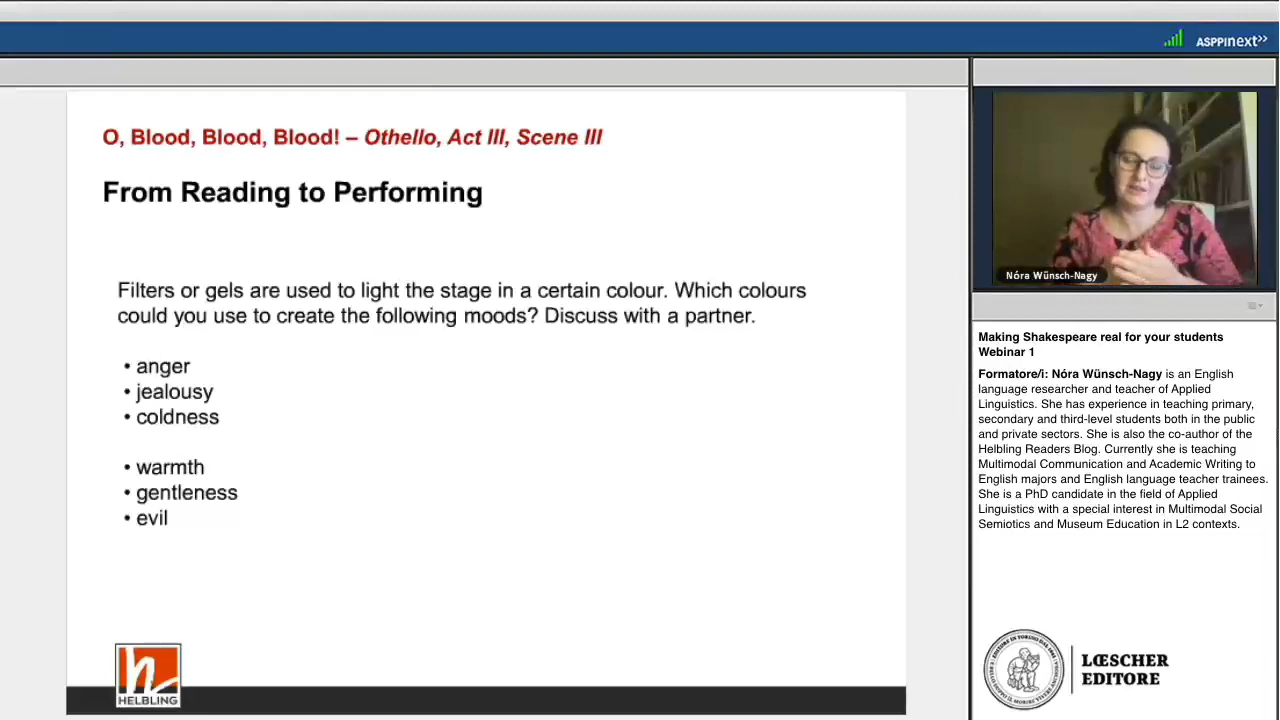 ASPPInext>>
O, Blood, Blood, Blood! – Othello, Act III, Scene III
From Reading to Performing
Filters or gels are used to light the stage in a certain colour. Which colours
could you use to create the following moods? Discuss with a partner.
• anger
• jealousy
• coldness
• warmth
• gentleness
• evil
HELBLING
Nóra Wünsch-Nagy
Making Shakespeare real for your students
Webinar 1
Formatore/i: Nóra Wünsch-Nagy is an English
language researcher and teacher of Applied
Linguistics. She has experience in teaching primary,
secondary and third-level students both in the public
and private sectors. She is also the co-author of the
Helbling Readers Blog. Currently she is teaching
Multimodal Communication and Academic Writing to
English majors and English language teacher trainees.
She is a PhD candidate in the field of Applied
Linguistics with a special interest in Multimodal Social
Semiotics and Museum Education in L2 contexts.
LŒSCHER
EDITORE